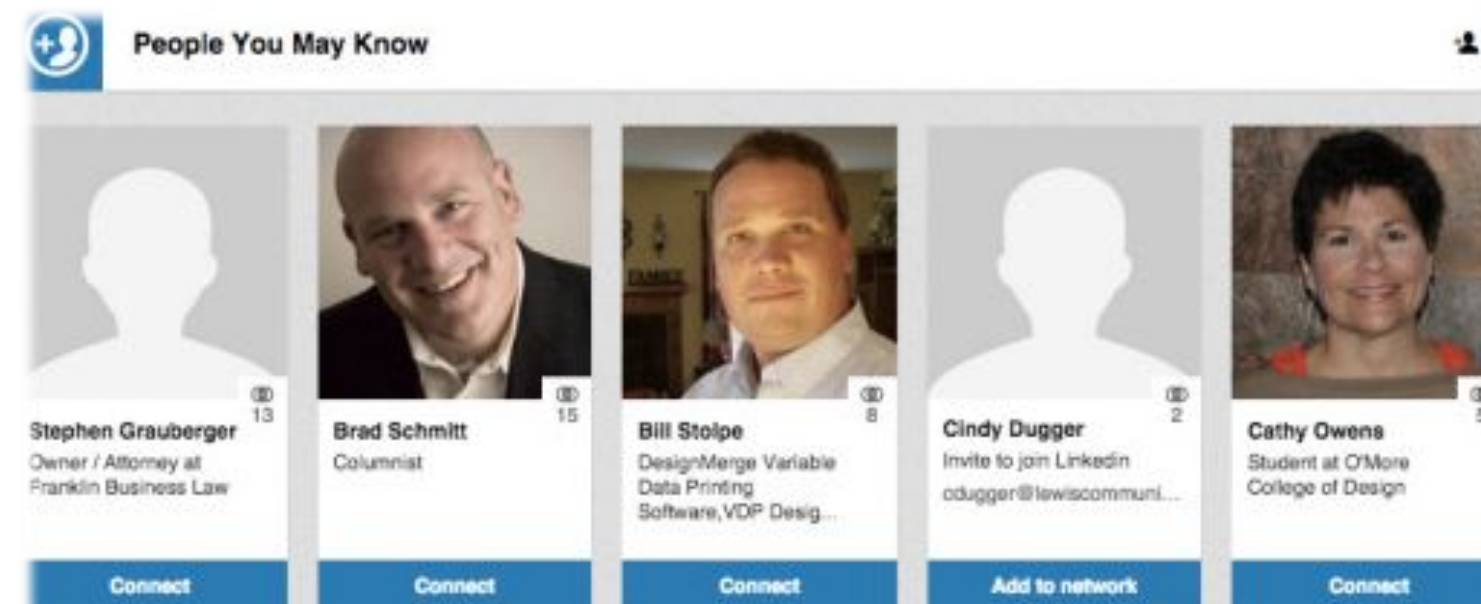 People You May Know
13
Stephen Grauberger
Owner / Attorney at
Franklin Business Law
Connect
15
Brad Schmitt
Columnist
Connect
FAMILY
8
Bill Stolpe
DesignMerge Variable
Data Printing
Software,VDP Desig...
Connect
2
Cindy Dugger
Invite to join Linkedin
cdugger@lewiscommuni...
Add to network
Cathy Owens
Student at O'More
College of Design
Connect